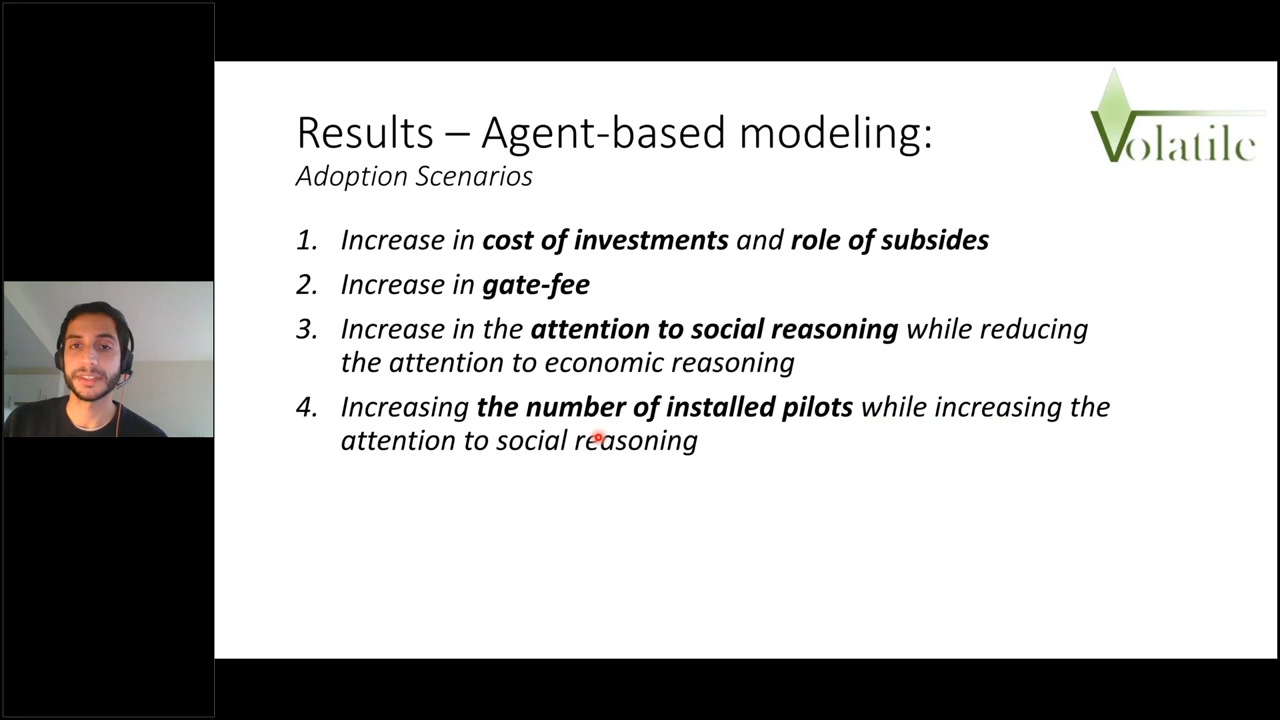 Results – Agent-based modeling:
Adoption Scenarios
Volatile
1. Increase in cost of investments and role of subsides
2. Increase in gate-fee
3. Increase in the attention to social reasoning while reducing
the attention to economic reasoning
4. Increasing the number of installed pilots while increasing the
attention to social reasoning